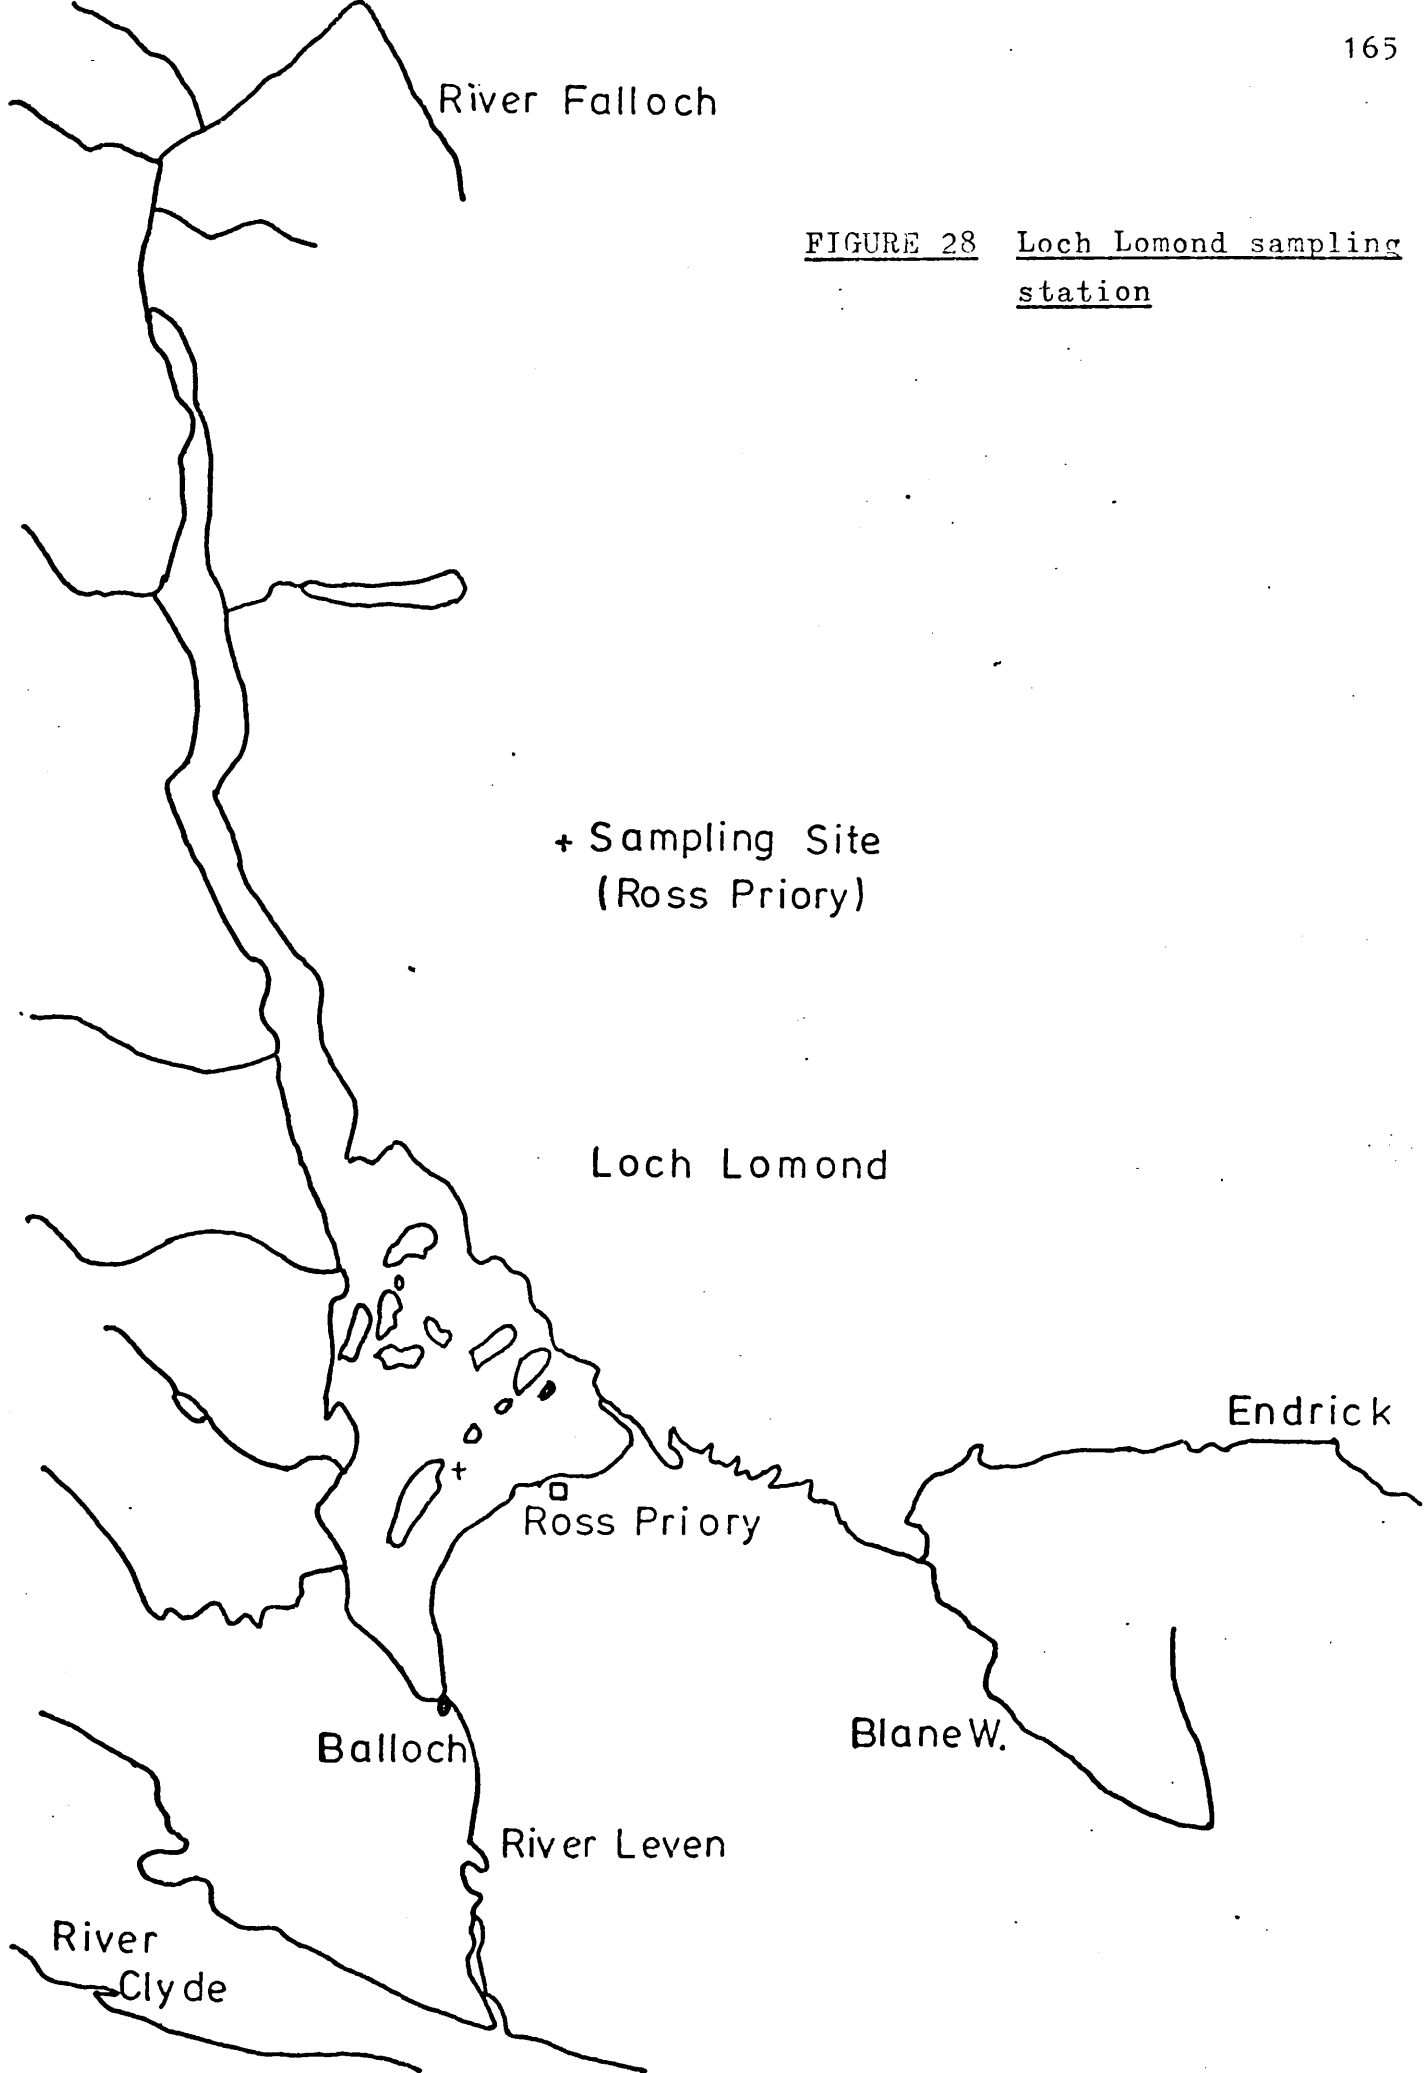 165
River Falloch
FIGURE 28 Loch Lomond sampling
station
+ Sampling Site
(Ross Priory)
Loch Lomond
Endrick
+
Ross Priory
Blane W.
Balloch
River Leven
River
Clyde